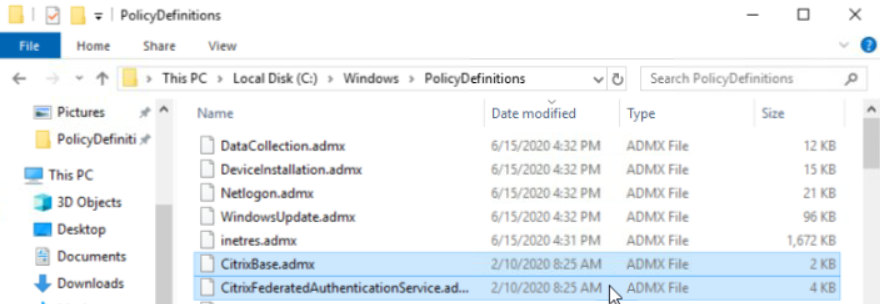 PolicyDefinitions
File Home Share View
This PC Local Disk (C:) Windows PolicyDefinitions Search PolicyDefinitions
Pictures Name Date modified Type Size
PolicyDefiniti DataCollection.admx 6/15/2020 4:32 PM ADMX File 12 KB
DeviceInstallation.admx 6/15/2020 4:32 PM ADMX File 15 KB
This PC Netlogon.admx 6/15/2020 4:32 PM ADMX File 21 KB
3D Objects WindowsUpdate.admx 6/15/2020 4:32 PM ADMX File 96 KB
Desktop inetres.admx 6/15/2020 4:31 PM ADMX File 1,672 KB
Documents CitrixBase.admx 2/10/2020 8:25 AM ADMX File 2 KB
Downloads CitrixFederatedAuthenticationService.ad... 2/10/2020 8:25 AM ADMX File 4 KB